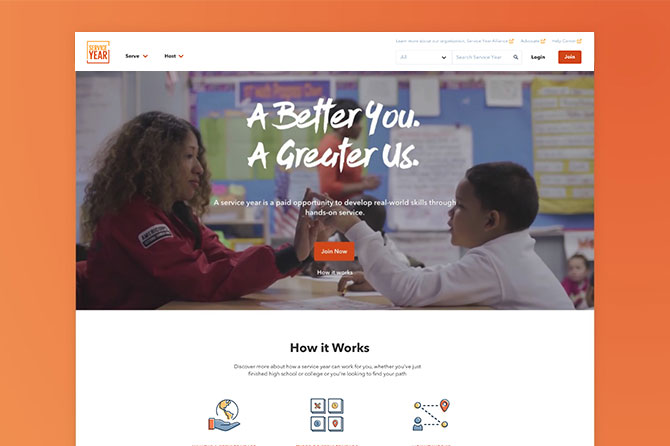 Learn more about our organization, Service Year Alliance
Advocate
Help Center
SERVICE
YEAR
Serve
Host
All
Search Service Year
Login
Join
A Better You.
A Greater Us.
A service year is a paid opportunity to develop real-world skills through
hands-on service.
Join Now
How it works
How it Works
Discover more about how a service year can work for you, whether you've just
finished high school or college or you're looking to find your path